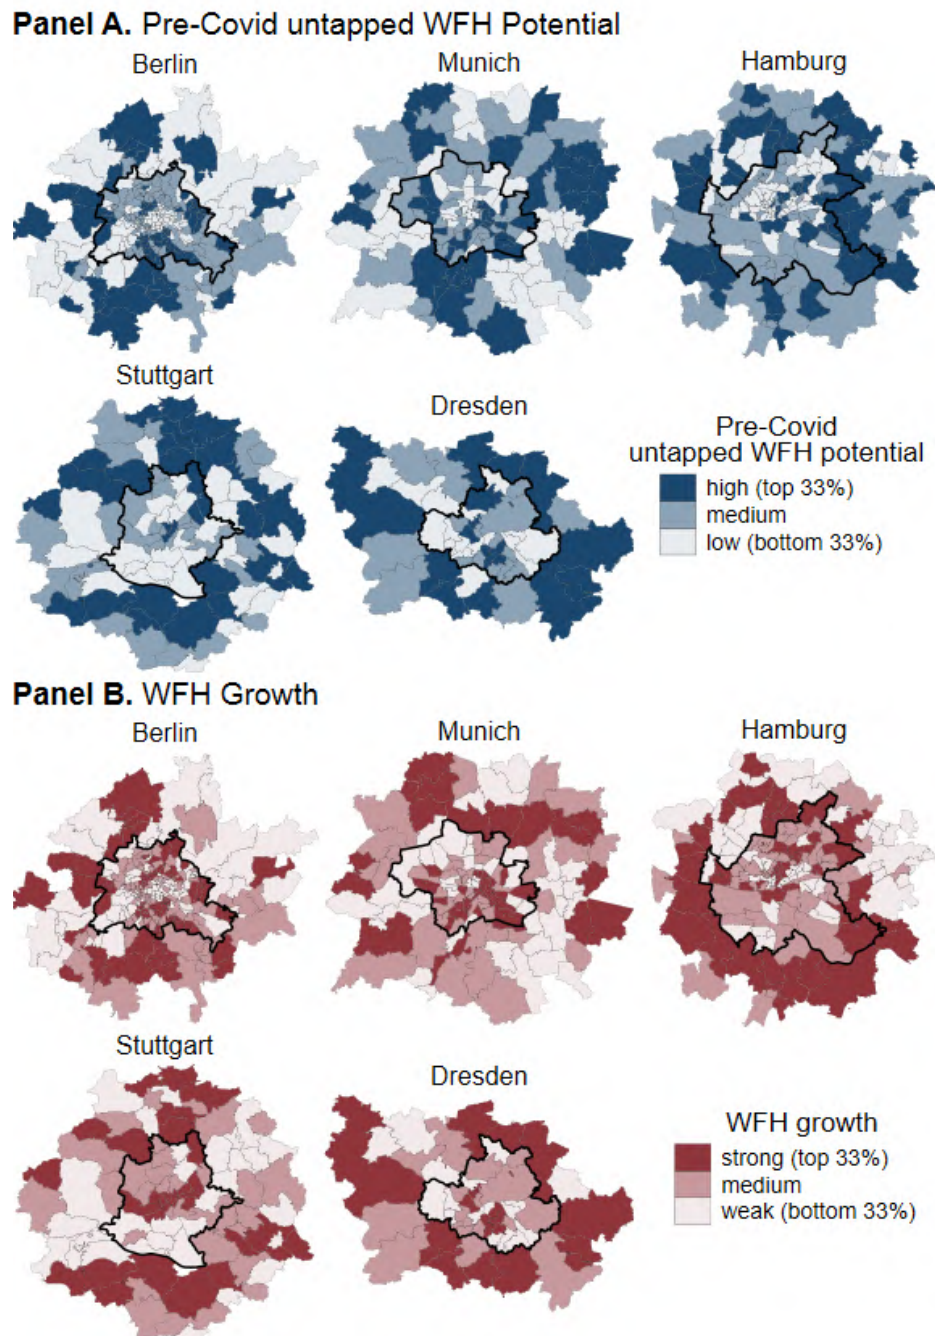 Panel A. Pre-Covid untapped WFH Potential
Berlin
Munich
Hamburg
Stuttgart
Dresden
Pre-Covid
untapped WFH potential
high (top 33%)
medium
low (bottom 33%)
Panel B. WFH Growth
Berlin
Munich
Hamburg
Stuttgart
Dresden
WFH growth
strong (top 33%)
medium
weak (bottom 33%)